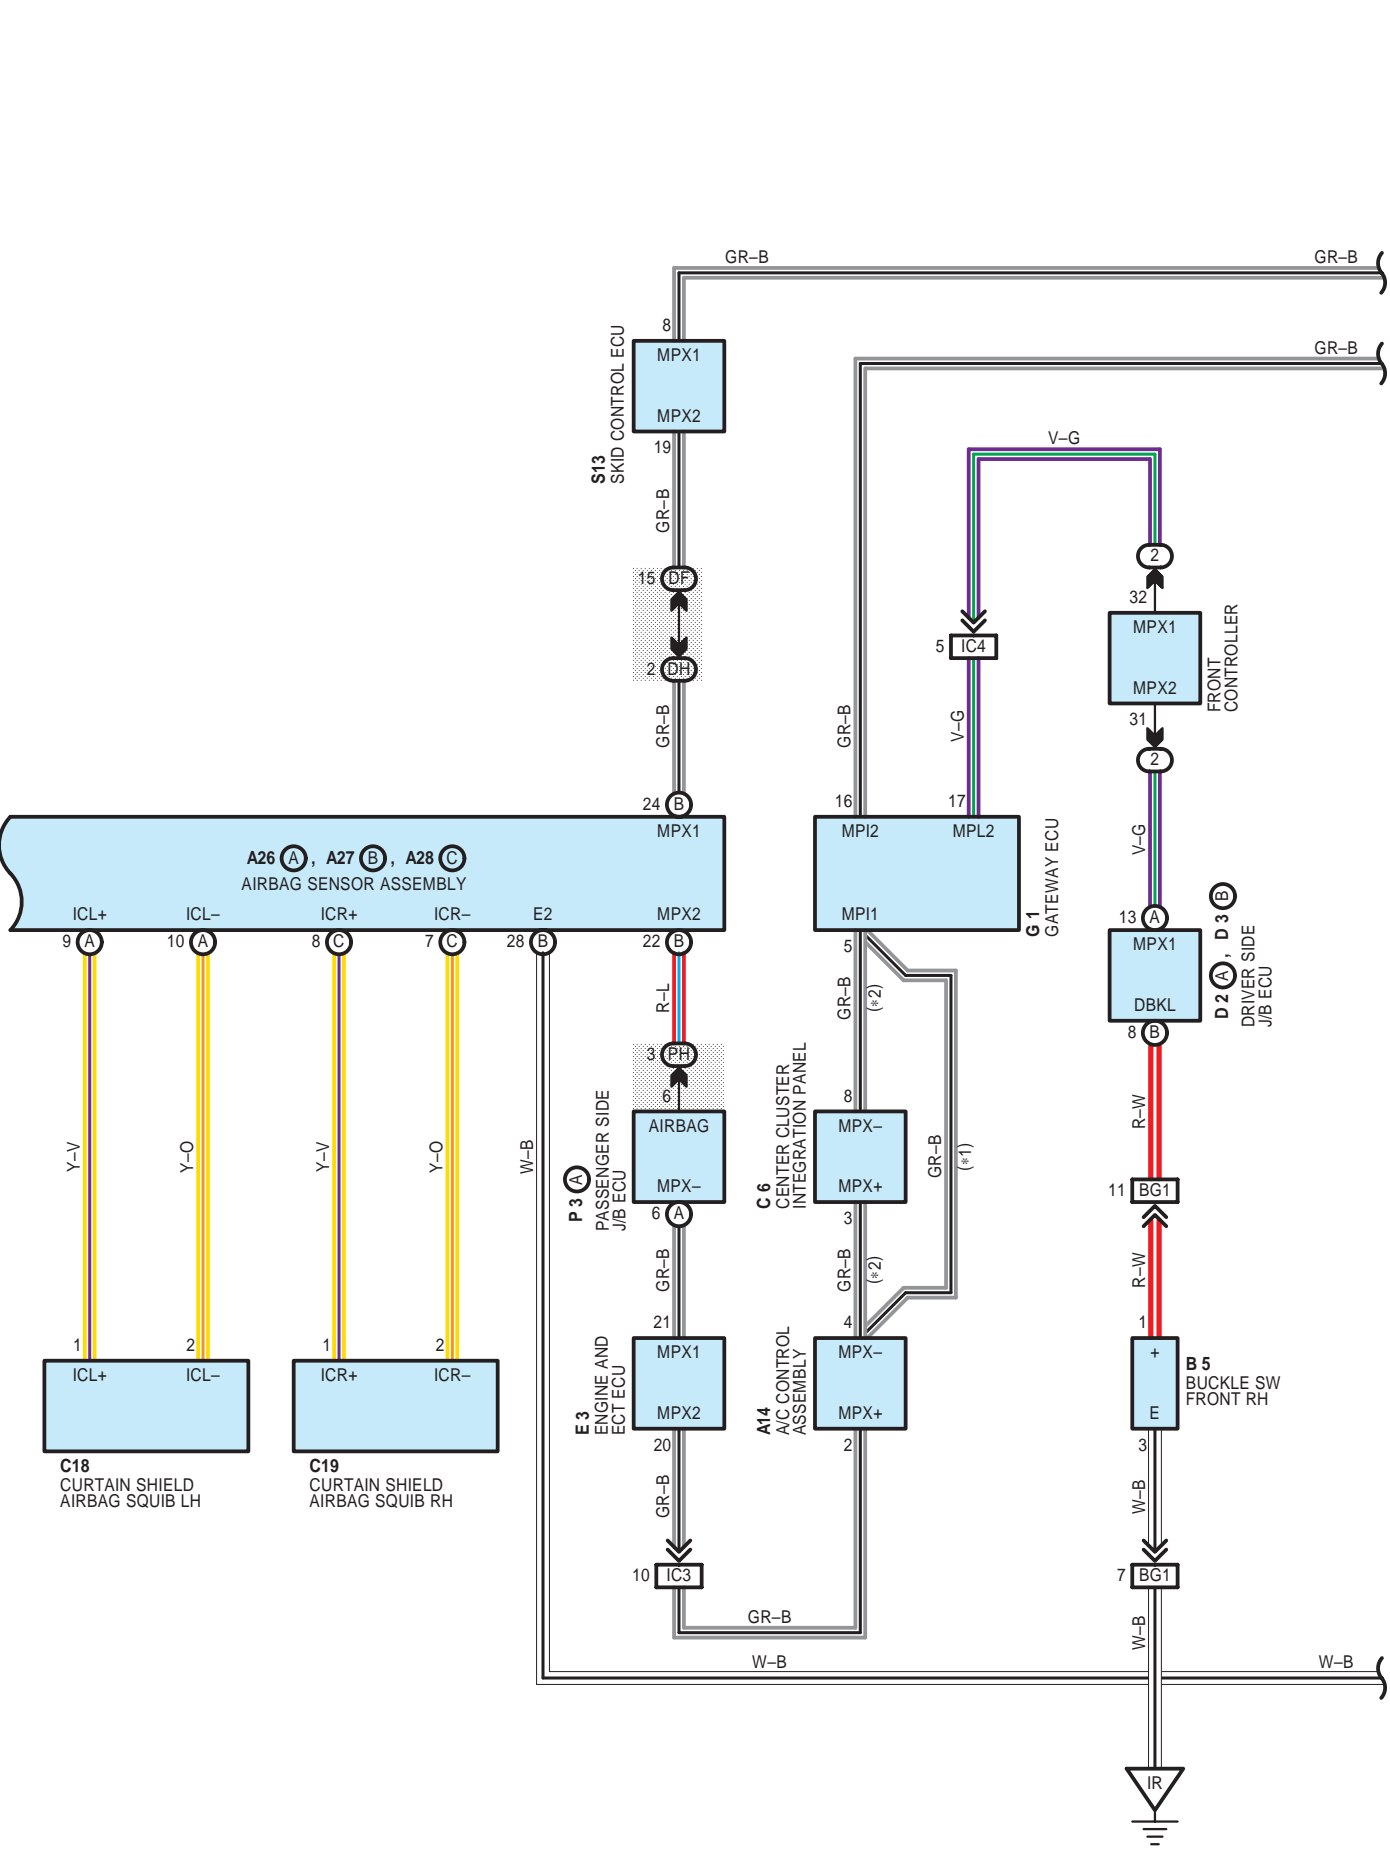 GR–B
GR–B
8
MPX1
MPX2
S13
SKID CONTROL ECU
19
GR–B
GR–B
V–G
15 DF
2 DH
2
32
MPX1
MPX2
FRONT
CONTROLLER
5 IC4
31
2
GR–B
GR–B
V–G
V–G
24 B
16
17
MPX1
MPI2
MPL2
A26 A , A27 B , A28 C
AIRBAG SENSOR ASSEMBLY
ICL+
ICL–
ICR+
ICR–
E2
MPX2
MPI1
G 1
GATEWAY ECU
13 A
MPX1
DBKL
D 2 A , D 3 B
DRIVER SIDE
J/B ECU
9 A
10 A
8 C
7 C
28 B
22 B
5
8 B
R–L
GR–B
(∗2)
3 PH
6
AIRBAG
MPX–
P 3 A
PASSENGER SIDE
J/B ECU
8
MPX–
MPX+
C 6
CENTER CLUSTER
INTEGRATION PANEL
GR–B
(∗1)
R–W
Y–V
Y–O
Y–V
Y–O
W–B
11 BG1
6 A
3
GR–B
GR–B
(∗2)
R–W
1
2
1
2
21
4
1
ICL+
ICL–
ICR+
ICR–
MPX1
MPX2
E 3
ENGINE AND
ECT ECU
MPX–
MPX+
A14
A/C CONTROL
ASSEMBLY
+
E
B 5
BUCKLE SW
FRONT RH
20
2
3
C18
CURTAIN SHIELD
AIRBAG SQUIB LH
C19
CURTAIN SHIELD
AIRBAG SQUIB RH
GR–B
W–B
10 IC3
7 BG1
GR–B
W–B
W–B
W–B
IR